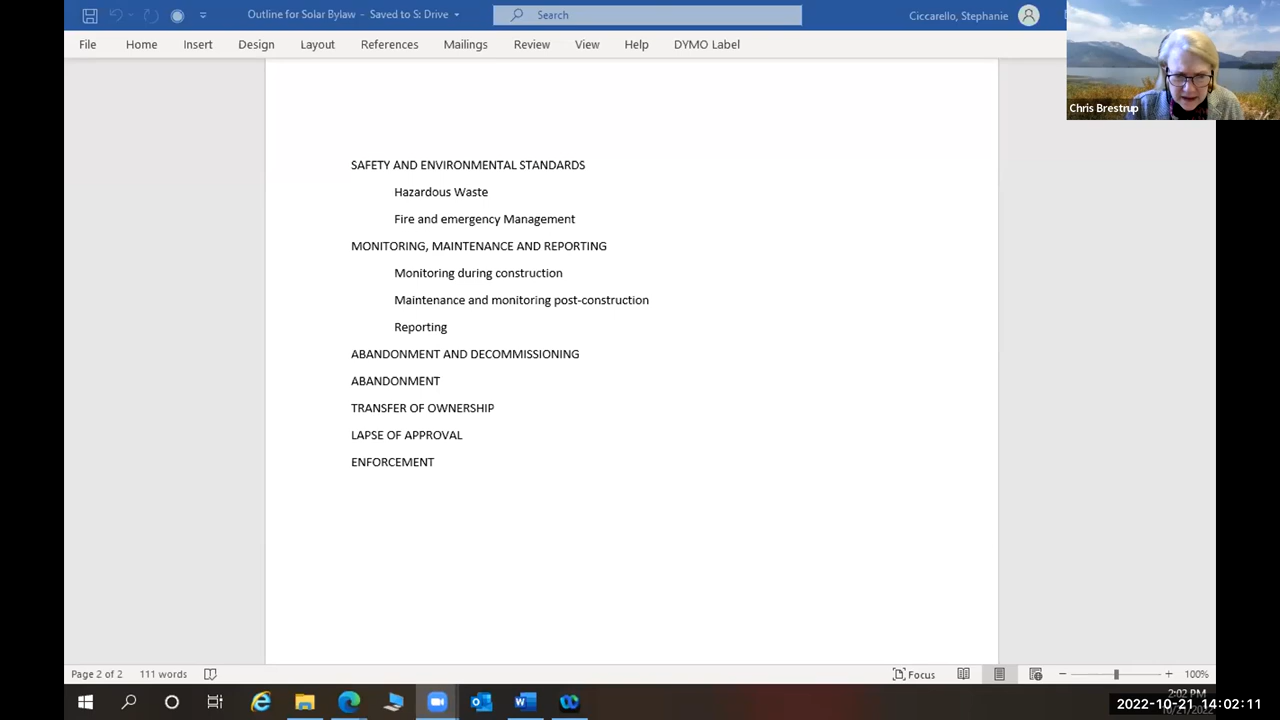 Outline for Solar Bylaw - Saved to S: Drive
Search
Ciccarello, Stephanie
File Home Insert Design Layout References Mailings Review View Help DYMO Label
Chris Brestrup
SAFETY AND ENVIRONMENTAL STANDARDS
Hazardous Waste
Fire and emergency Management
MONITORING, MAINTENANCE AND REPORTING
Monitoring during construction
Maintenance and monitoring post-construction
Reporting
ABANDONMENT AND DECOMMISSIONING
ABANDONMENT
TRANSFER OF OWNERSHIP
LAPSE OF APPROVAL
ENFORCEMENT
Page 2 of 2 111 words Focus 100%
2:02 PM
2022-10-21 14:02:11
10/21/2022